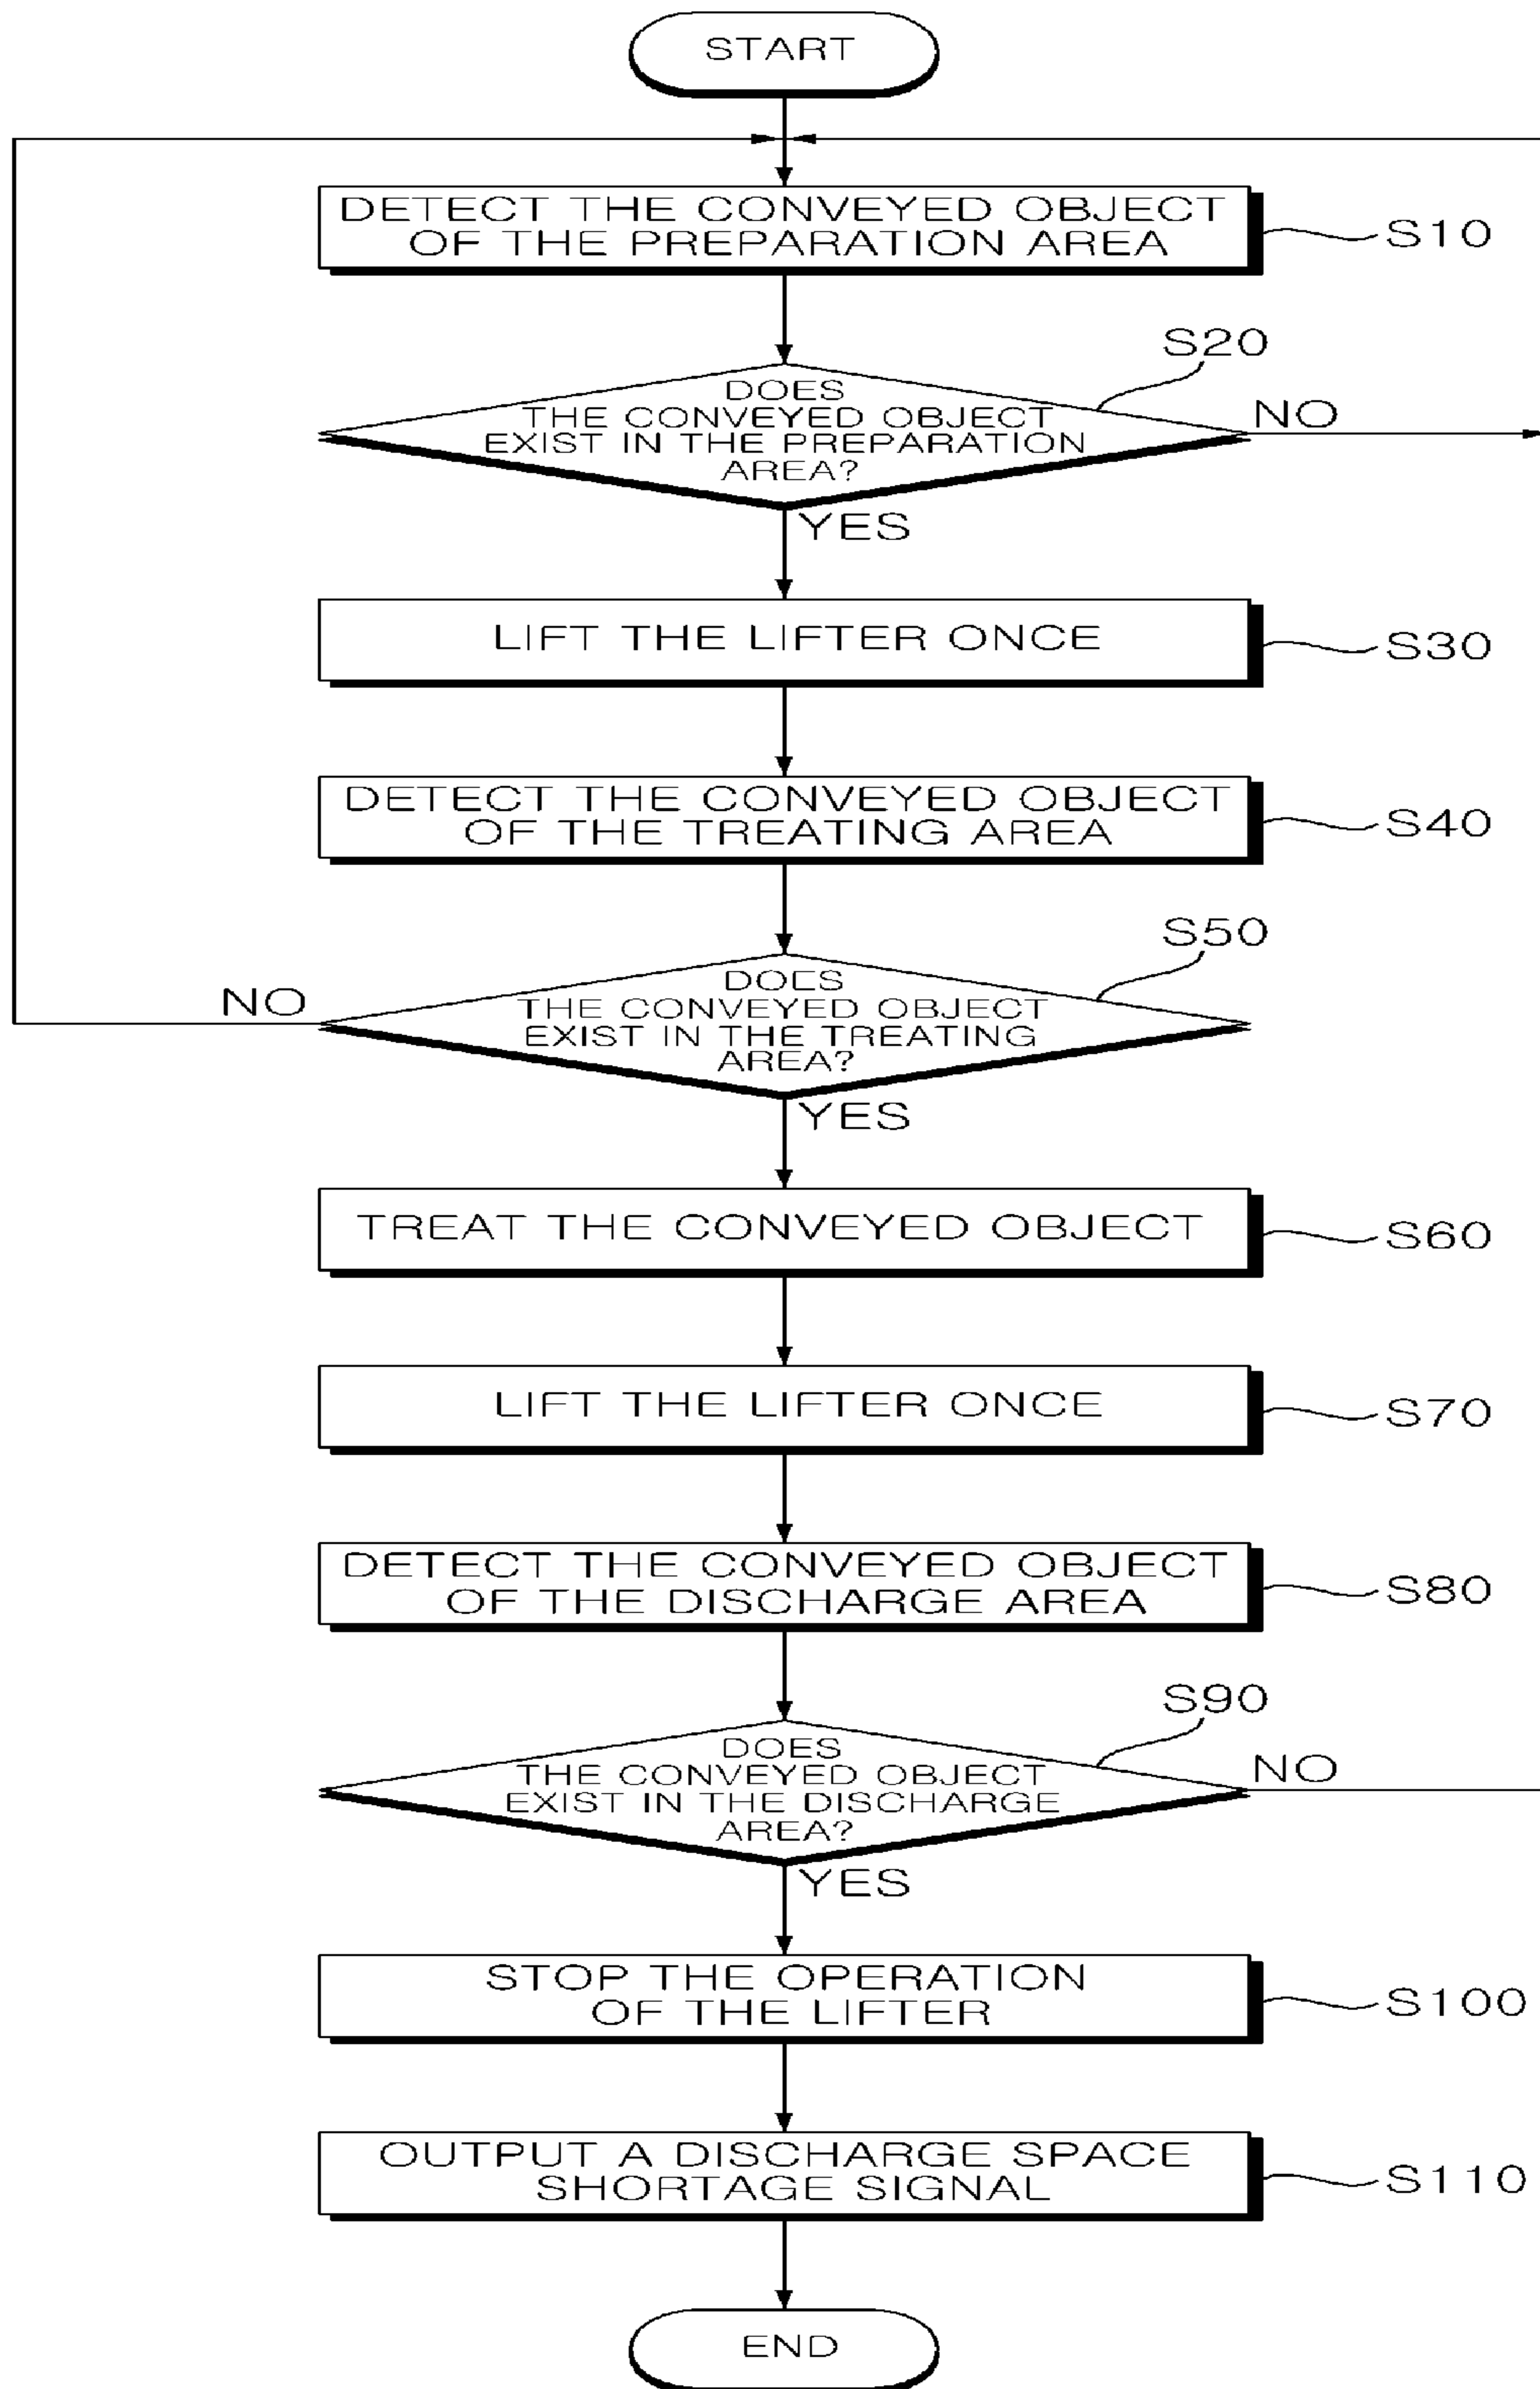 START
DETECT THE CONVEYED OBJECT
OF THE PREPARATION AREA
S10
S20
DOES
THE CONVEYED OBJECT
EXIST IN THE PREPARATION
AREA?
NO
YES
LIFT THE LIFTER ONCE
S30
DETECT THE CONVEYED OBJECT
OF THE TREATING AREA
S40
S50
DOES
THE CONVEYED OBJECT
EXIST IN THE TREATING
AREA?
NO
YES
TREAT THE CONVEYED OBJECT
S60
LIFT THE LIFTER ONCE
S70
DETECT THE CONVEYED OBJECT
OF THE DISCHARGE AREA
S80
S90
DOES
THE CONVEYED OBJECT
EXIST IN THE DISCHARGE
AREA?
NO
YES
STOP THE OPERATION
OF THE LIFTER
S100
OUTPUT A DISCHARGE SPACE
SHORTAGE SIGNAL
S110
END